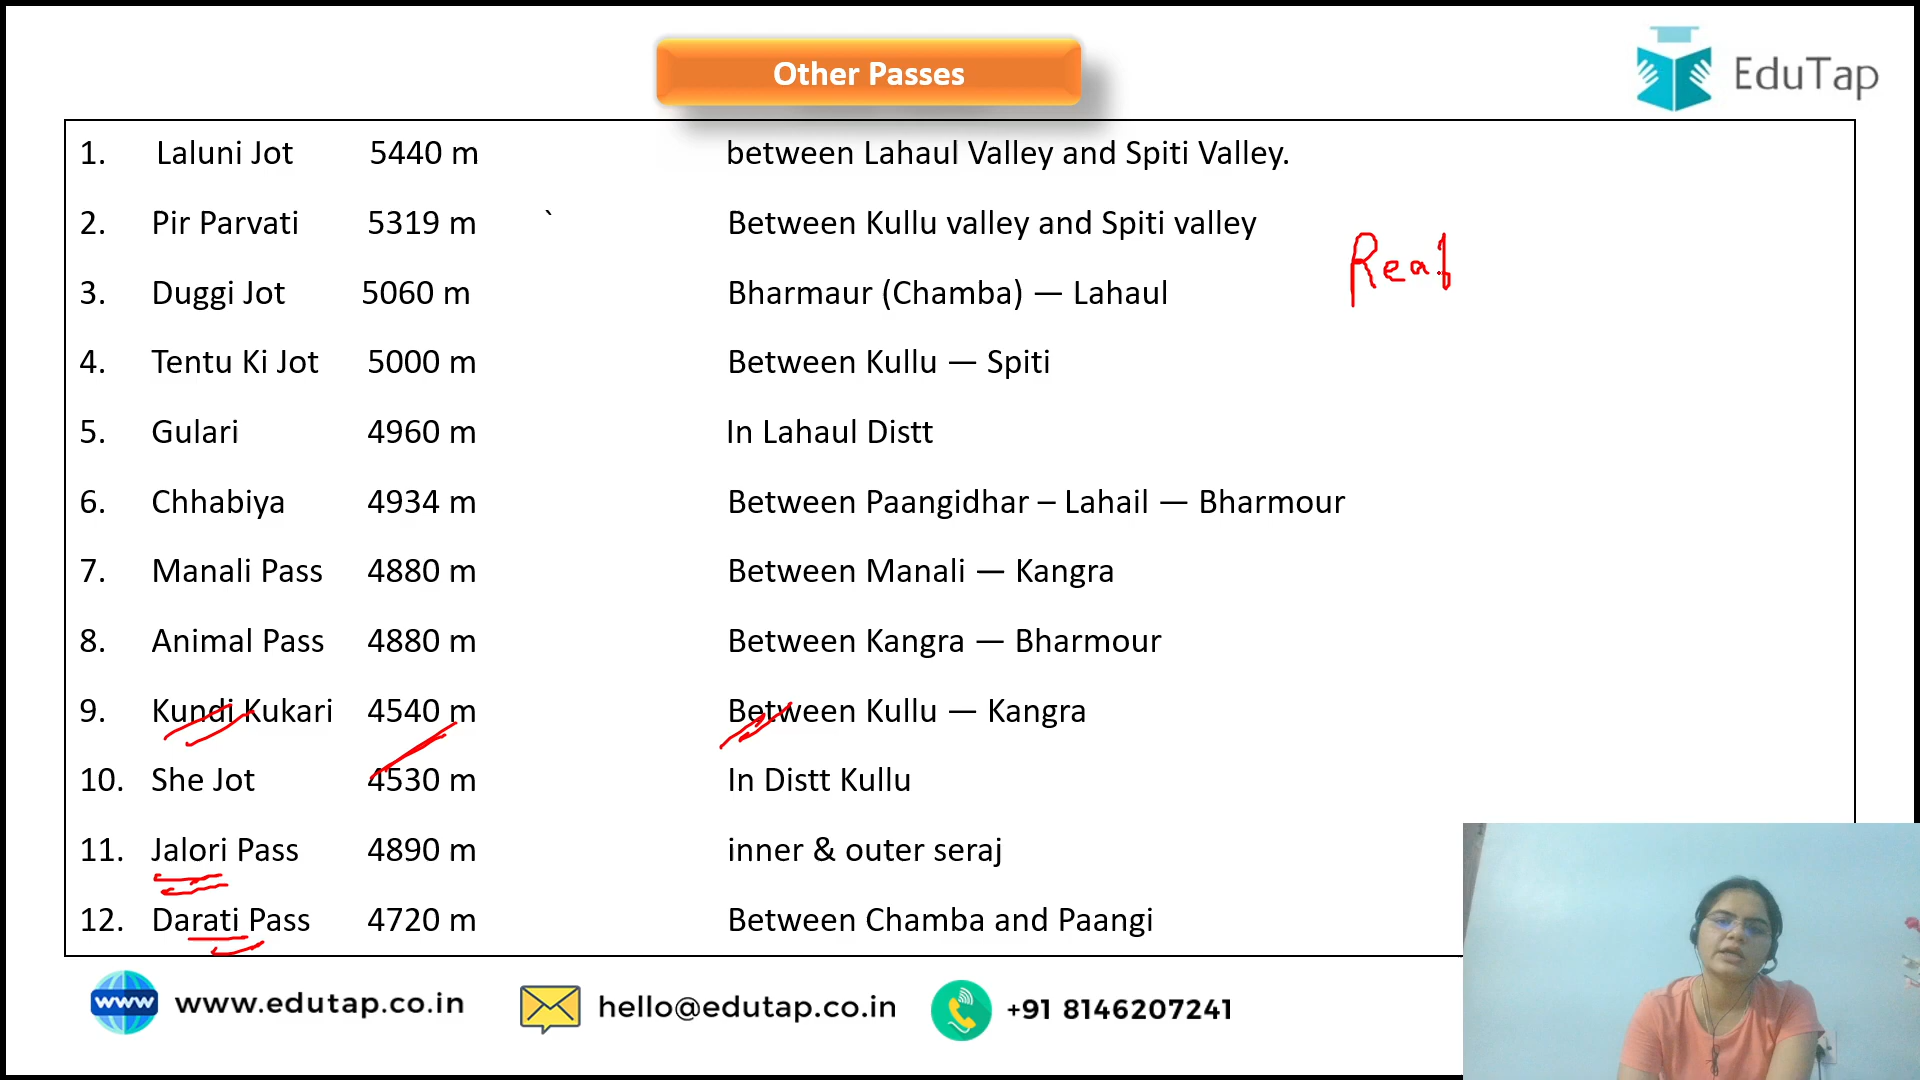 Other Passes
EduTap
1. Laluni Jot 5440 m between Lahaul Valley and Spiti Valley.
2. Pir Parvati 5319 m ` Between Kullu valley and Spiti valley
3. Duggi Jot 5060 m Bharmaur (Chamba) — Lahaul
4. Tentu Ki Jot 5000 m Between Kullu — Spiti
5. Gulari 4960 m In Lahaul Distt
6. Chhabiya 4934 m Between Paangidhar – Lahail — Bharmour
7. Manali Pass 4880 m Between Manali — Kangra
8. Animal Pass 4880 m Between Kangra — Bharmour
9. Kundi Kukari 4540 m Between Kullu — Kangra
10. She Jot 4530 m In Distt Kullu
11. Jalori Pass 4890 m inner & outer seraj
12. Darati Pass 4720 m Between Chamba and Paangi
www www.edutap.co.in hello@edutap.co.in +91 8146207241